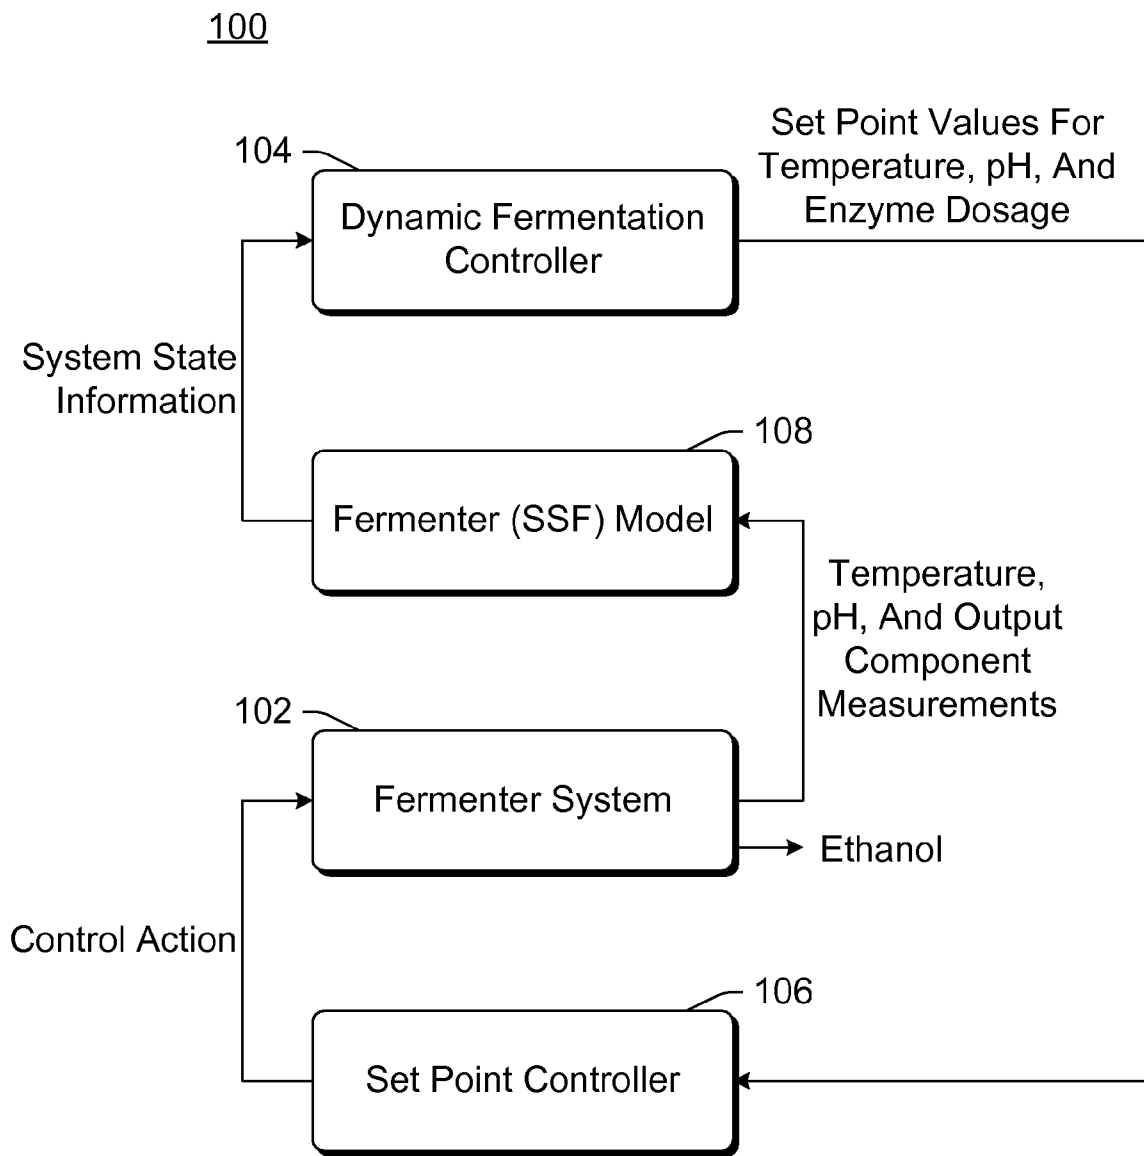 100
104
Set Point Values For
Temperature, pH, And
Enzyme Dosage
Dynamic Fermentation
Controller
System State
Information
108
Fermenter (SSF) Model
Temperature,
pH, And Output
Component
Measurements
102
Fermenter System
Ethanol
Control Action
106
Set Point Controller